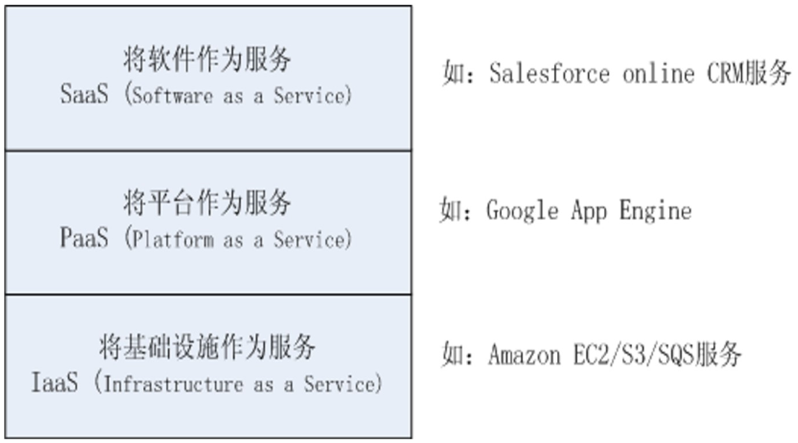 将软件作为服务
SaaS (Software as a Service)
如: Salesforce online CRM服务
将平台作为服务
PaaS (Platform as a Service)
如: Google App Engine
将基础设施作为服务
IaaS (Infrastructure as a Service)
如: Amazon EC2/S3/SQS服务